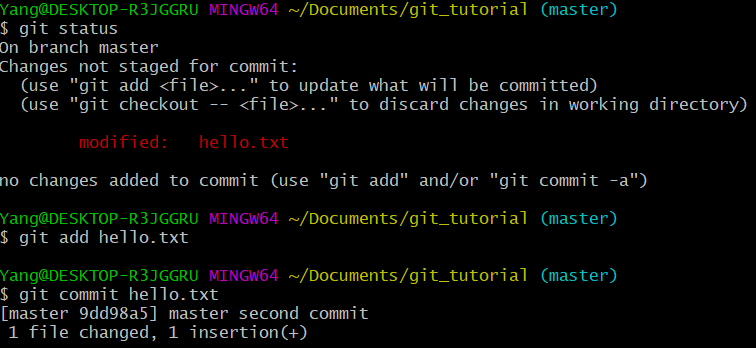 Yang@DESKTOP-R3JGGRU MINGW64 ~/Documents/git_tutorial (master)
$ git status
On branch master
Changes not staged for commit:
  (use "git add <file>..." to update what will be committed)
  (use "git checkout -- <file>..." to discard changes in working directory)

        modified:   hello.txt

no changes added to commit (use "git add" and/or "git commit -a")

Yang@DESKTOP-R3JGGRU MINGW64 ~/Documents/git_tutorial (master)
$ git add hello.txt

Yang@DESKTOP-R3JGGRU MINGW64 ~/Documents/git_tutorial (master)
$ git commit hello.txt
[master 9dd98a5] master second commit
 1 file changed, 1 insertion(+)